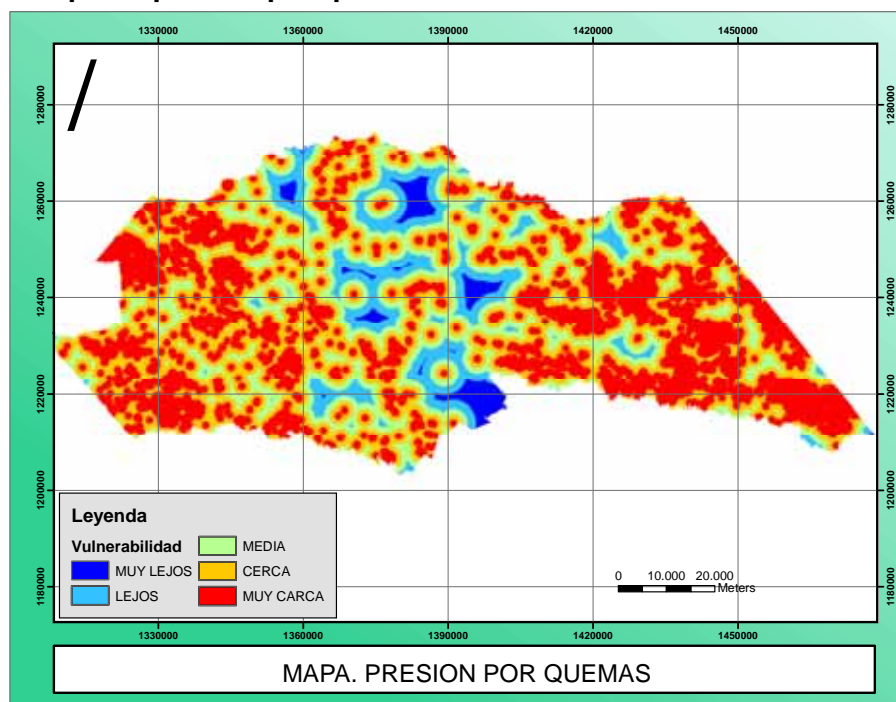 1330000 1360000 1390000 1420000 1450000
1280000 1280000
1260000 1260000
1240000 1240000
1220000 1220000
1200000 1200000
1180000 1180000
Leyenda
Vulnerabilidad
MUY LEJOS
LEJOS
MEDIA
CERCA
MUY CARCA
0 10.000 20.000
Meters
1330000 1360000 1390000 1420000 1450000
MAPA. PRESION POR QUEMAS